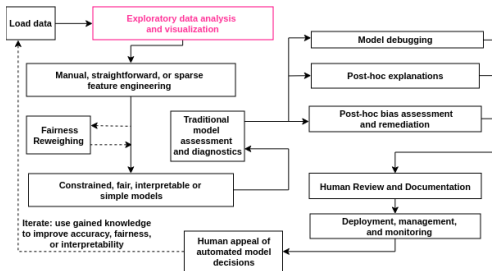 Load data
Exploratory data analysis
and visualization
Model debugging
Manual, straightforward, or sparse
feature engineering
Post-hoc explanations
Fairness
Reweighing
Traditional
model
assessment
and diagnostics
Post-hoc bias assessment
and remediation
Constrained, fair, interpretable or
simple models
Human Review and Documentation
Iterate: use gained knowledge
to improve accuracy, fairness,
or interpretability
Human appeal of
automated model
decisions
Deployment, management,
and monitoring